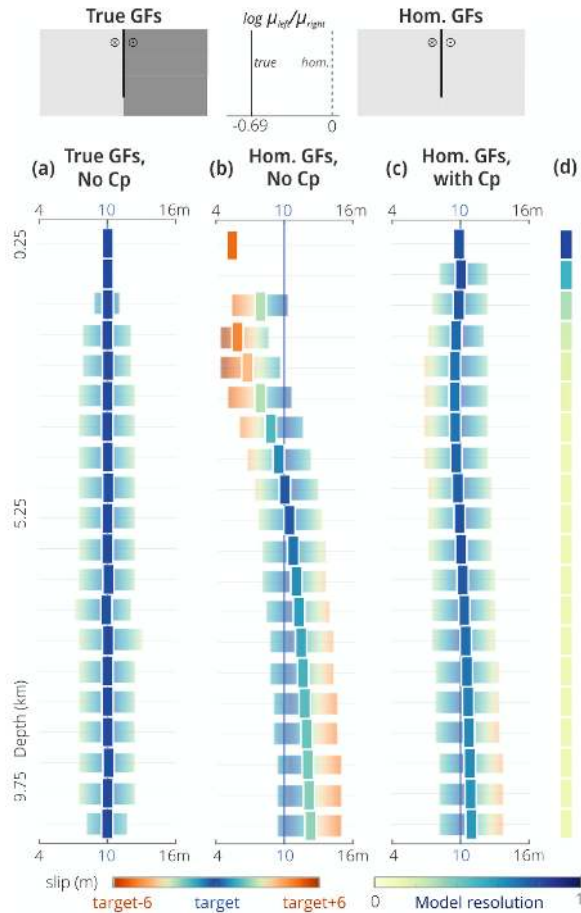 True GFs
log μleft/μright
Hom. GFs
true
hom.
-0.69
0
(a) True GFs, No Cp
(b) Hom. GFs, No Cp
(c) Hom. GFs, with Cp
(d)
4 10 16m
4 10 16m
4 10 16m
0.25
5.25
9.75
Depth (km)
4 10 16m
4 10 16m
4 10 16m
slip (m)
target-6 target target+6
0 Model resolution 1